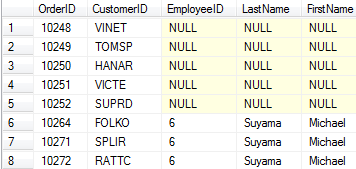 OrderID CustomerID EmployeeID LastName FirstName
1 10248 VINET NULL NULL NULL
2 10249 TOMSP NULL NULL NULL
3 10250 HANAR NULL NULL NULL
4 10251 VICTE NULL NULL NULL
5 10252 SUPRD NULL NULL NULL
6 10264 FOLKO 6 Suyama Michael
7 10271 SPLIR 6 Suyama Michael
8 10272 RATTC 6 Suyama Michael